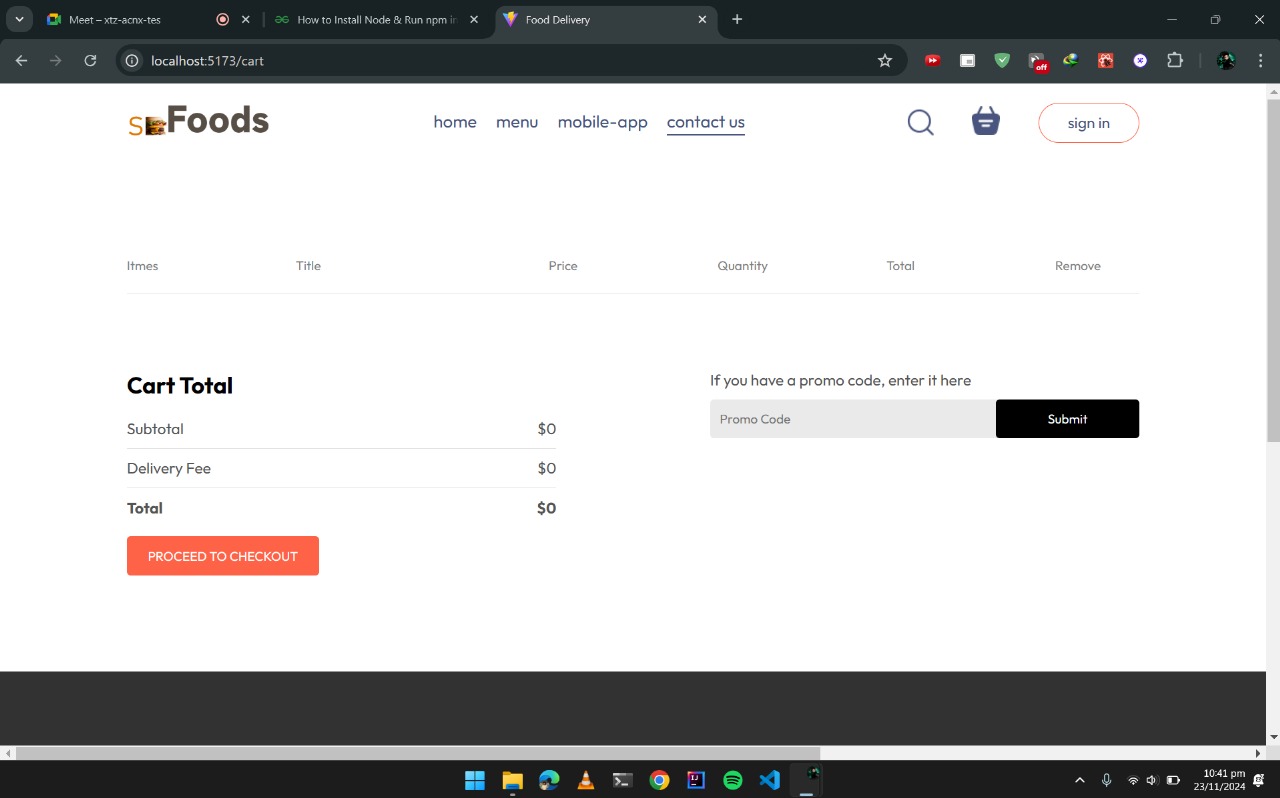 Meet – xtz-acnx-tes
How to Install Node & Run npm in
Food Delivery
localhost:5173/cart
off
S Foods
home menu mobile-app contact us
sign in
Itmes Title Price Quantity Total Remove
Cart Total
Subtotal $0
Delivery Fee $0
Total $0
PROCEED TO CHECKOUT
If you have a promo code, enter it here
Promo Code
Submit
10:41 pm
23/11/2024